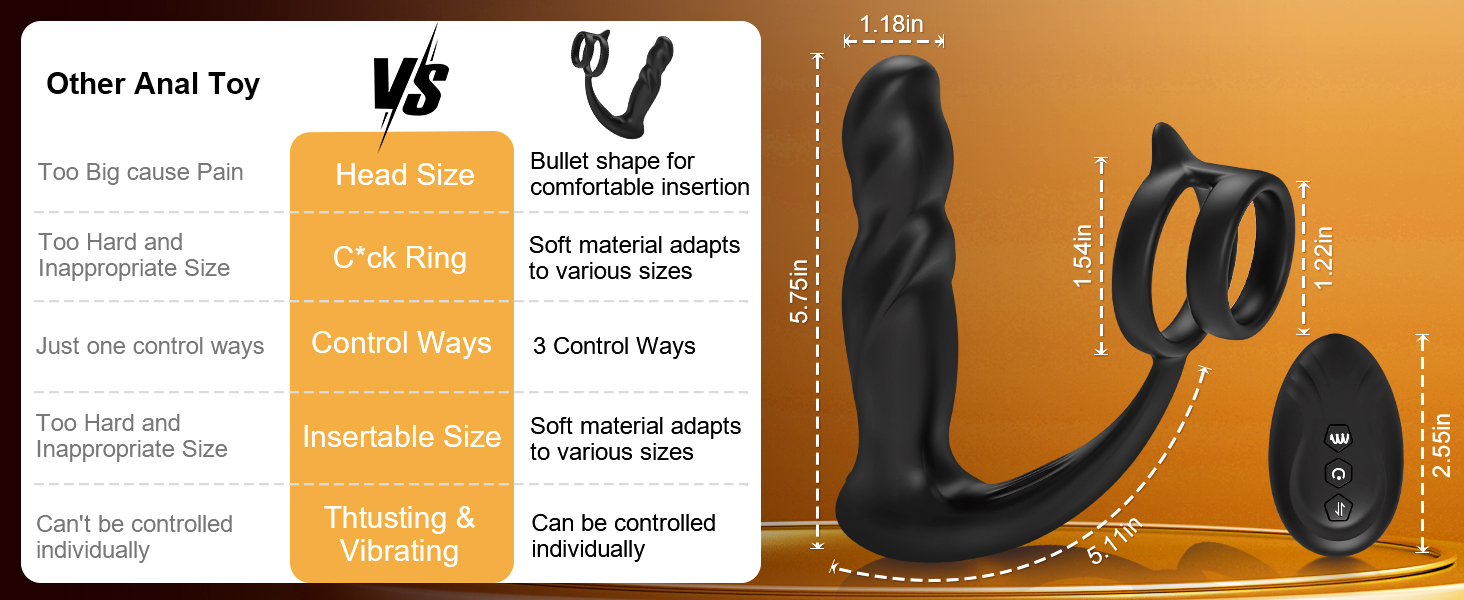 Other Anal Toy
VS
Too Big cause Pain
Head Size
Bullet shape for
comfortable insertion
Too Hard and
Inappropriate Size
C*ck Ring
Soft material adapts
to various sizes
Just one control ways
Control Ways
3 Control Ways
Too Hard and
Inappropriate Size
Insertable Size
Soft material adapts
to various sizes
Can't be controlled
individually
Thtusting &
Vibrating
Can be controlled
individually
1.18in
5.75in
1.54in
1.22in
5.11in
2.55in